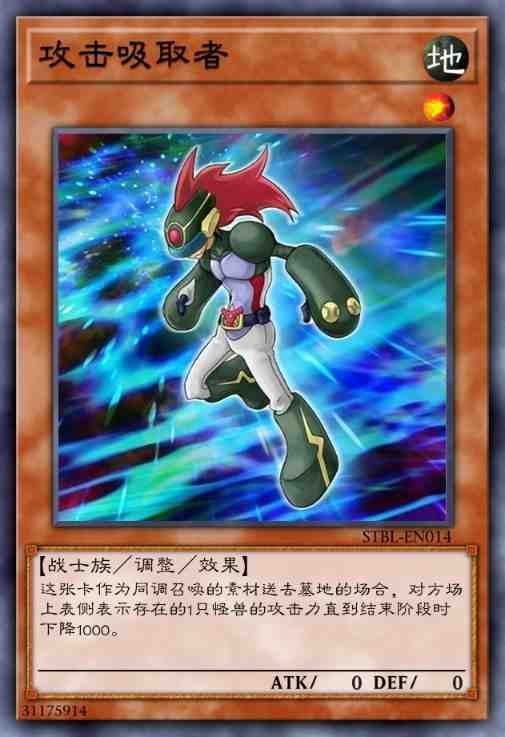 攻击吸取者
地
STBL-EN014
【战士族／调整／效果】
这张卡作为同调召唤的素材送去墓地的场合，对方场
上表侧表示存在的1只怪兽的攻击力直到结束阶段时
下降1000。
ATK/ 0 DEF/ 0
31175914